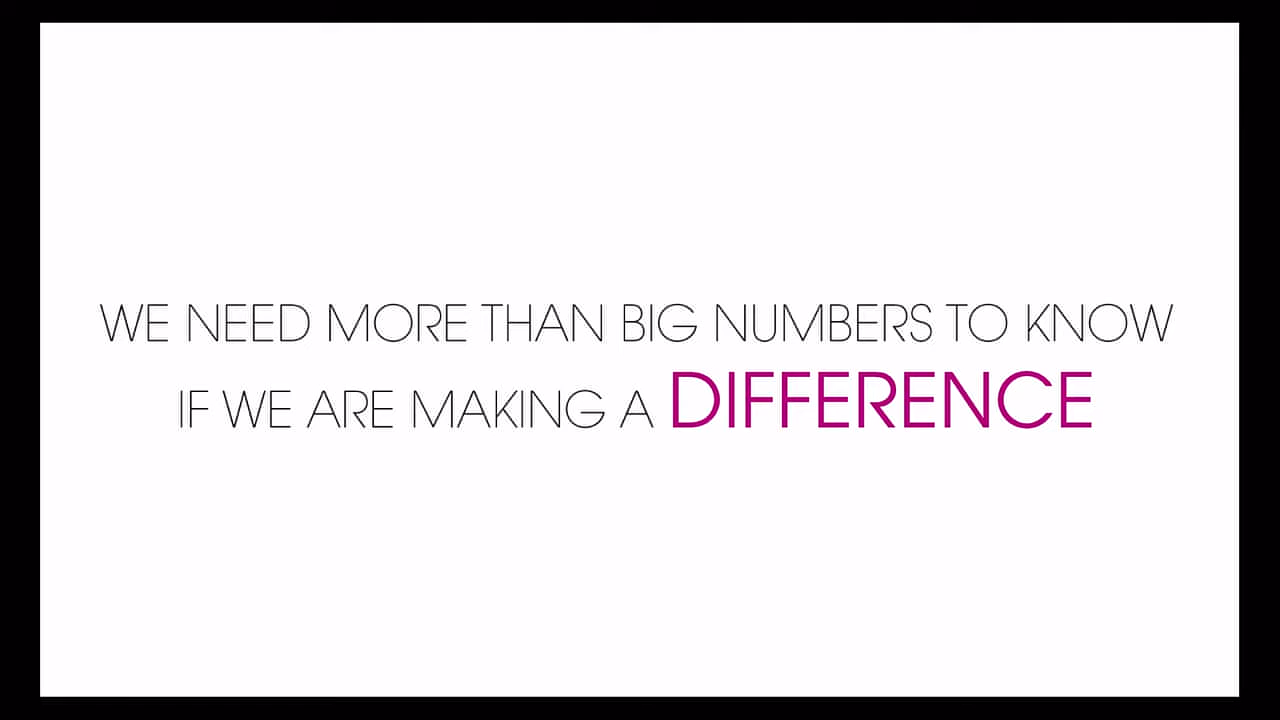 WE NEED MORE THAN BIG NUMBERS TO KNOW
IF WE ARE MAKING A DIFFERENCE